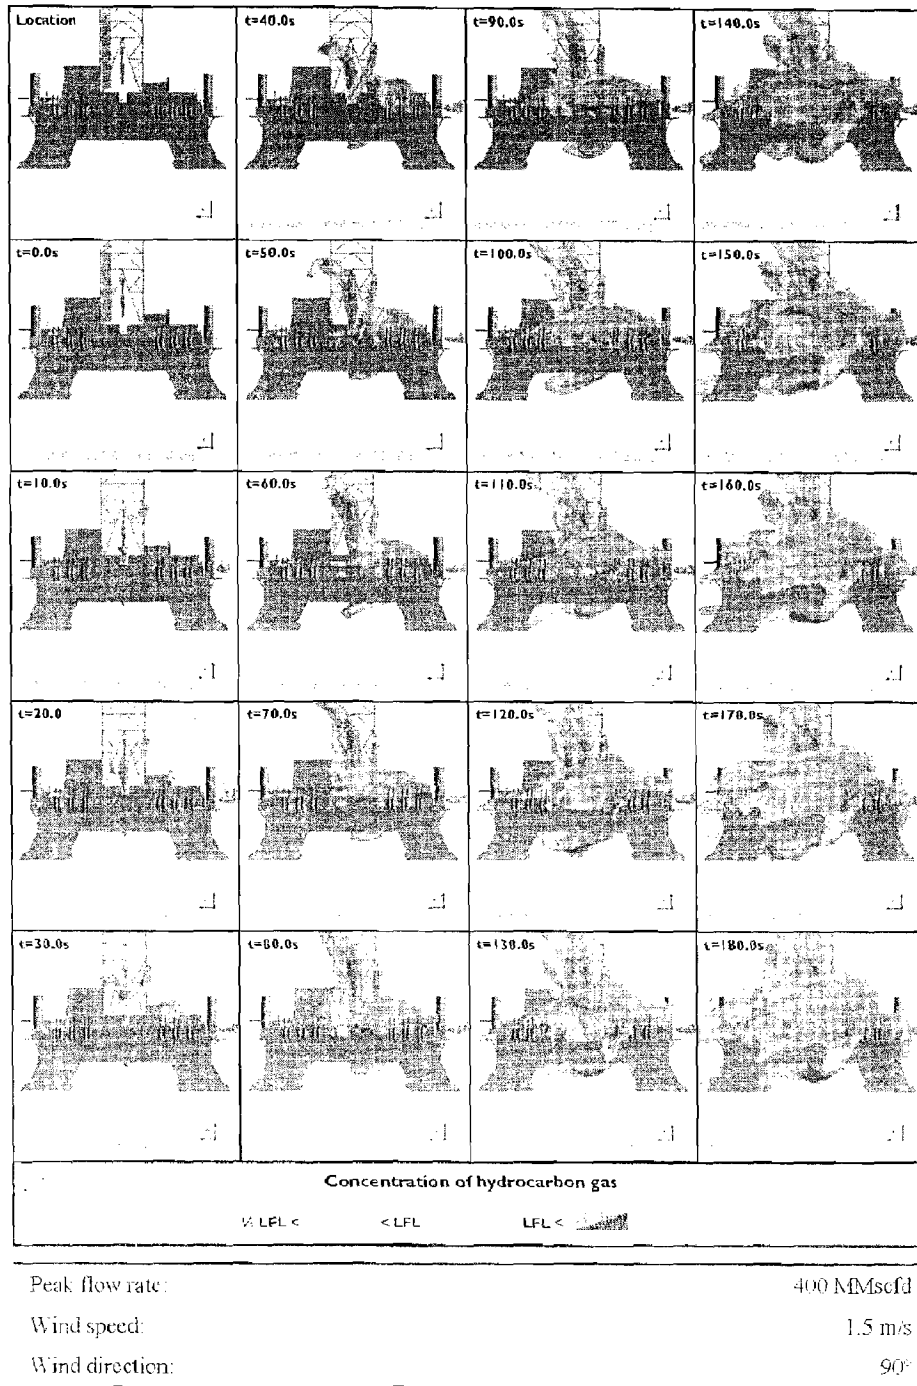 Location
t=40.0s
t=90.0s
t=140.0s
t=0.0s
t=50.0s
t=100.0s
t=150.0s
t=10.0s
t=60.0s
t=110.0s
t=160.0s
t=20.0
t=70.0s
t=120.0s
t=170.0s
t=30.0s
t=80.0s
t=130.0s
t=180.0s
Concentration of hydrocarbon gas
½ LFL < < LFL LFL <
Peak flow rate: 400 MMscfd
Wind speed: 1.5 m/s
Wind direction: 90°